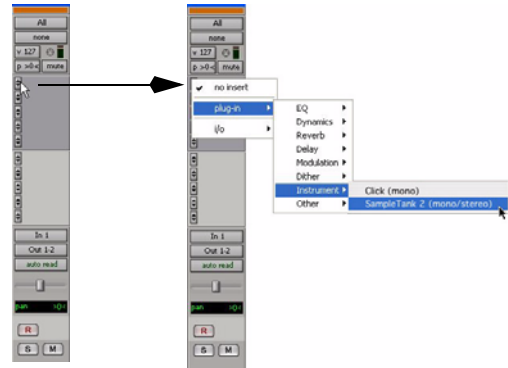 All
none
v 127
p >0< mute
In 1
Out 1-2
auto read
pan >0<
R
S M
All
none
v 127
p >0< mute
no insert
plug-in
i/o
EQ
Dynamics
Reverb
Delay
Modulation
Dither
Instrument
Other
Click (mono)
SampleTank 2 (mono/stereo)
In 1
Out 1-2
auto read
pan >0<
R
S M